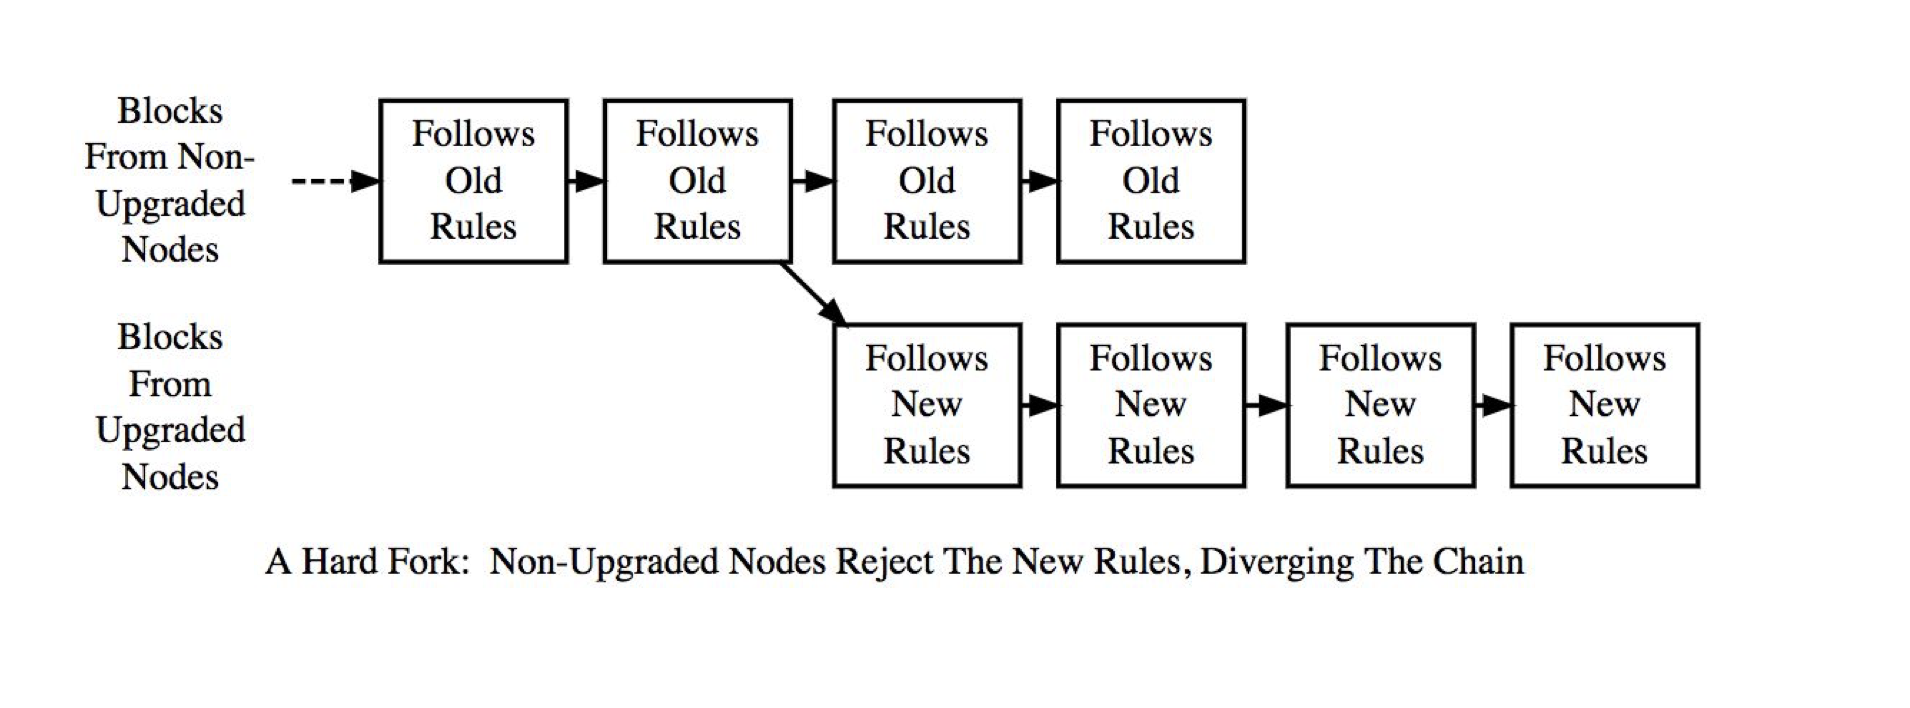 Blocks
From Non-
Upgraded
Nodes
Follows
Old
Rules
Follows
Old
Rules
Follows
Old
Rules
Follows
Old
Rules
Blocks
From
Upgraded
Nodes
Follows
New
Rules
Follows
New
Rules
Follows
New
Rules
Follows
New
Rules
A Hard Fork:  Non-Upgraded Nodes Reject The New Rules, Diverging The Chain